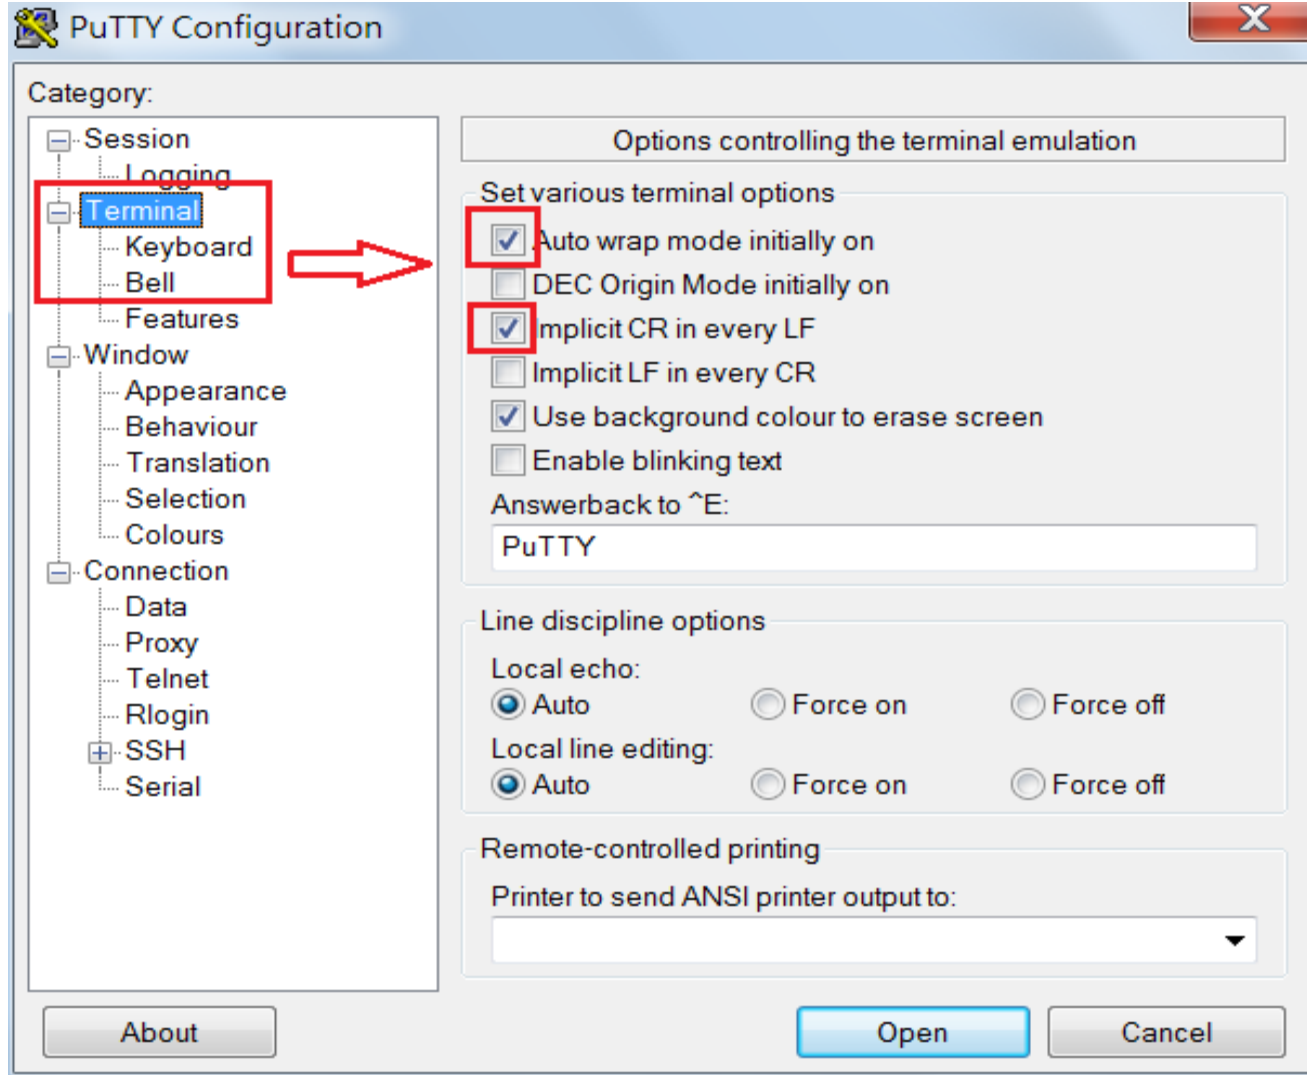 PuTTY Configuration
Category:
Session
Logging
Terminal
Keyboard
Bell
Features
Window
Appearance
Behaviour
Translation
Selection
Colours
Connection
Data
Proxy
Telnet
Rlogin
SSH
Serial
Options controlling the terminal emulation
Set various terminal options
Auto wrap mode initially on
DEC Origin Mode initially on
Implicit CR in every LF
Implicit LF in every CR
Use background colour to erase screen
Enable blinking text
Answerback to ^E:
PuTTY
Line discipline options
Local echo:
Auto Force on Force off
Local line editing:
Auto Force on Force off
Remote-controlled printing
Printer to send ANSI printer output to:
About Open Cancel